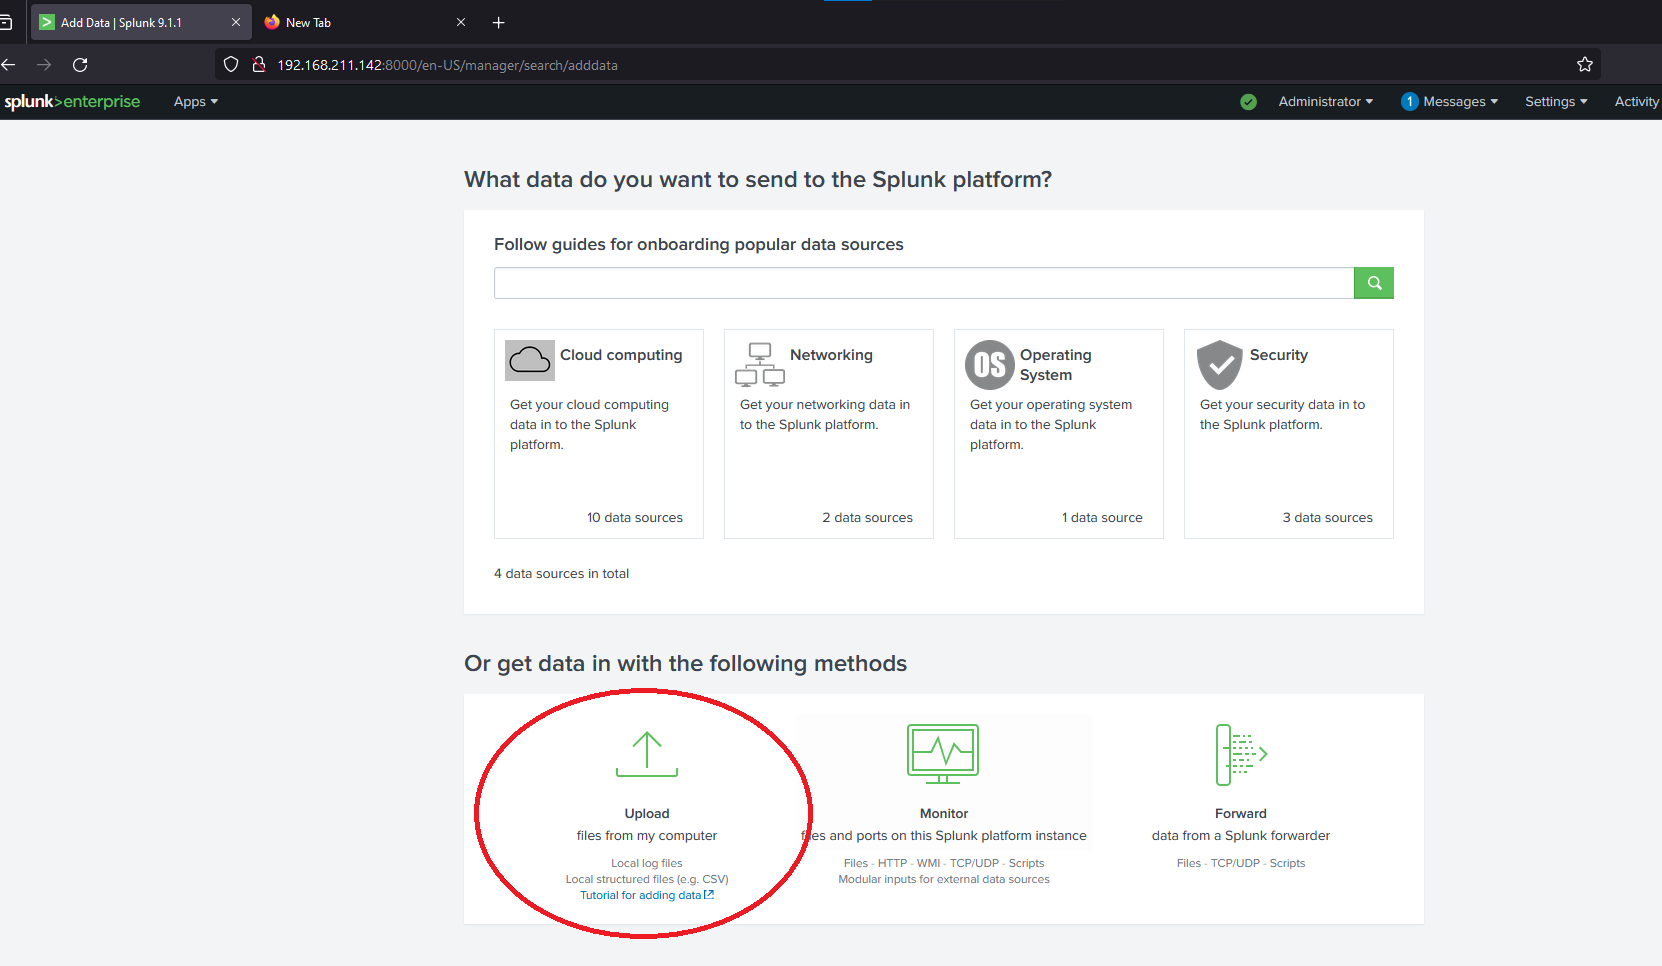 Add Data | Splunk 9.1.1
New Tab
192.168.211.142:8000/en-US/manager/search/adddata
splunk>enterprise Apps Administrator 1 Messages Settings Activity
What data do you want to send to the Splunk platform?
Follow guides for onboarding popular data sources
Cloud computing
Get your cloud computing
data in to the Splunk
platform.
10 data sources
Networking
Get your networking data in
to the Splunk platform.
2 data sources
OS
Operating
System
Get your operating system
data in to the Splunk
platform.
1 data source
Security
Get your security data in to
the Splunk platform.
3 data sources
4 data sources in total
Or get data in with the following methods
Upload
files from my computer
Local log files
Local structured files (e.g. CSV)
Tutorial for adding data
Monitor
files and ports on this Splunk platform instance
Files - HTTP - WMI - TCP/UDP - Scripts
Modular inputs for external data sources
Forward
data from a Splunk forwarder
Files - TCP/UDP - Scripts